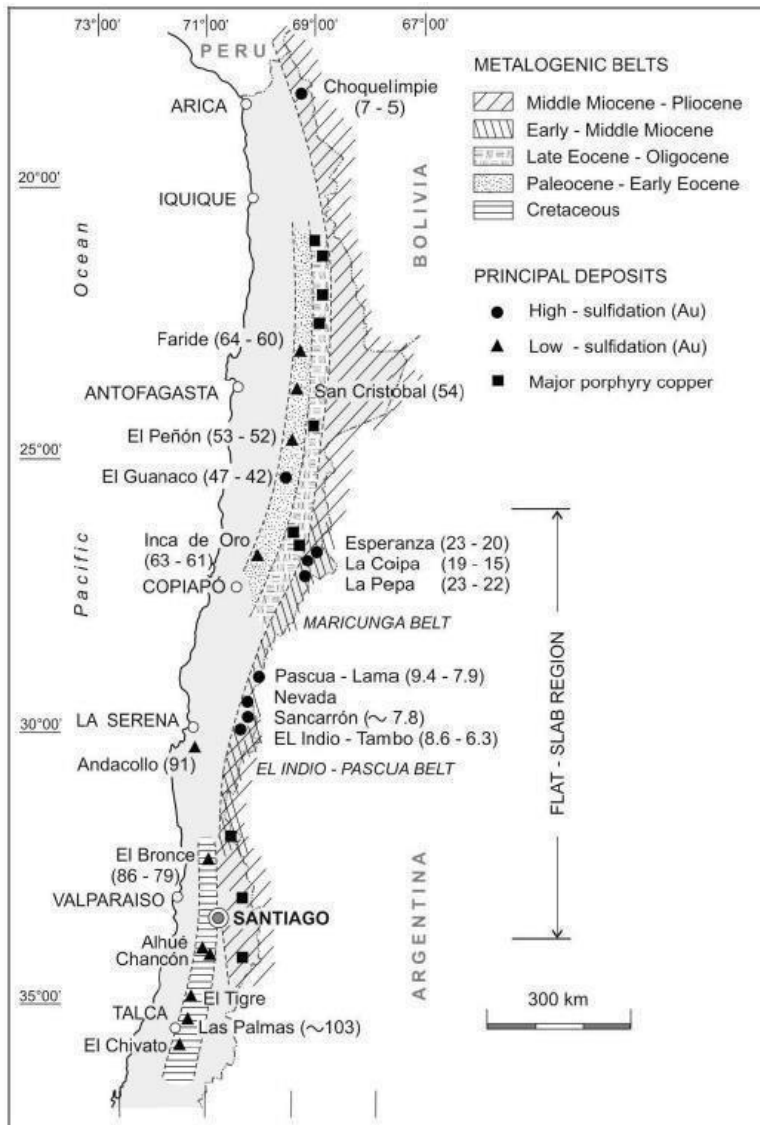 73°00' 71°00' 69°00' 67°00'
PERU
ARICA
Choquelimpie
(7 - 5)
20°00'
IQUIQUE
BOLIVIA
Ocean
Faride (64 - 60)
ANTOFAGASTA
San Cristóbal (54)
El Peñón (53 - 52)
25°00'
El Guanaco (47 - 42)
Inca de Oro
(63 - 61)
Esperanza (23 - 20)
La Coipa (19 - 15)
La Pepa (23 - 22)
Pacific
COPIAPÓ
MARICUNGA BELT
Pascua - Lama (9.4 - 7.9)
Nevada
Sancarrón (～ 7.8)
EL Indio - Tambo (8.6 - 6.3)
LA SERENA
30°00'
Andacollo (91)
EL INDIO - PASCUA BELT
El Bronce
(86 - 79)
VALPARAISO
SANTIAGO
Alhué
Chancón
ARGENTINA
35°00'
El Tigre
TALCA
Las Palmas (～103)
El Chivato
METALOGENIC BELTS
Middle Miocene - Pliocene
Early - Middle Miocene
Late Eocene - Oligocene
Paleocene - Early Eocene
Cretaceous
PRINCIPAL DEPOSITS
High - sulfidation (Au)
Low - sulfidation (Au)
Major porphyry copper
FLAT - SLAB REGION
300 km